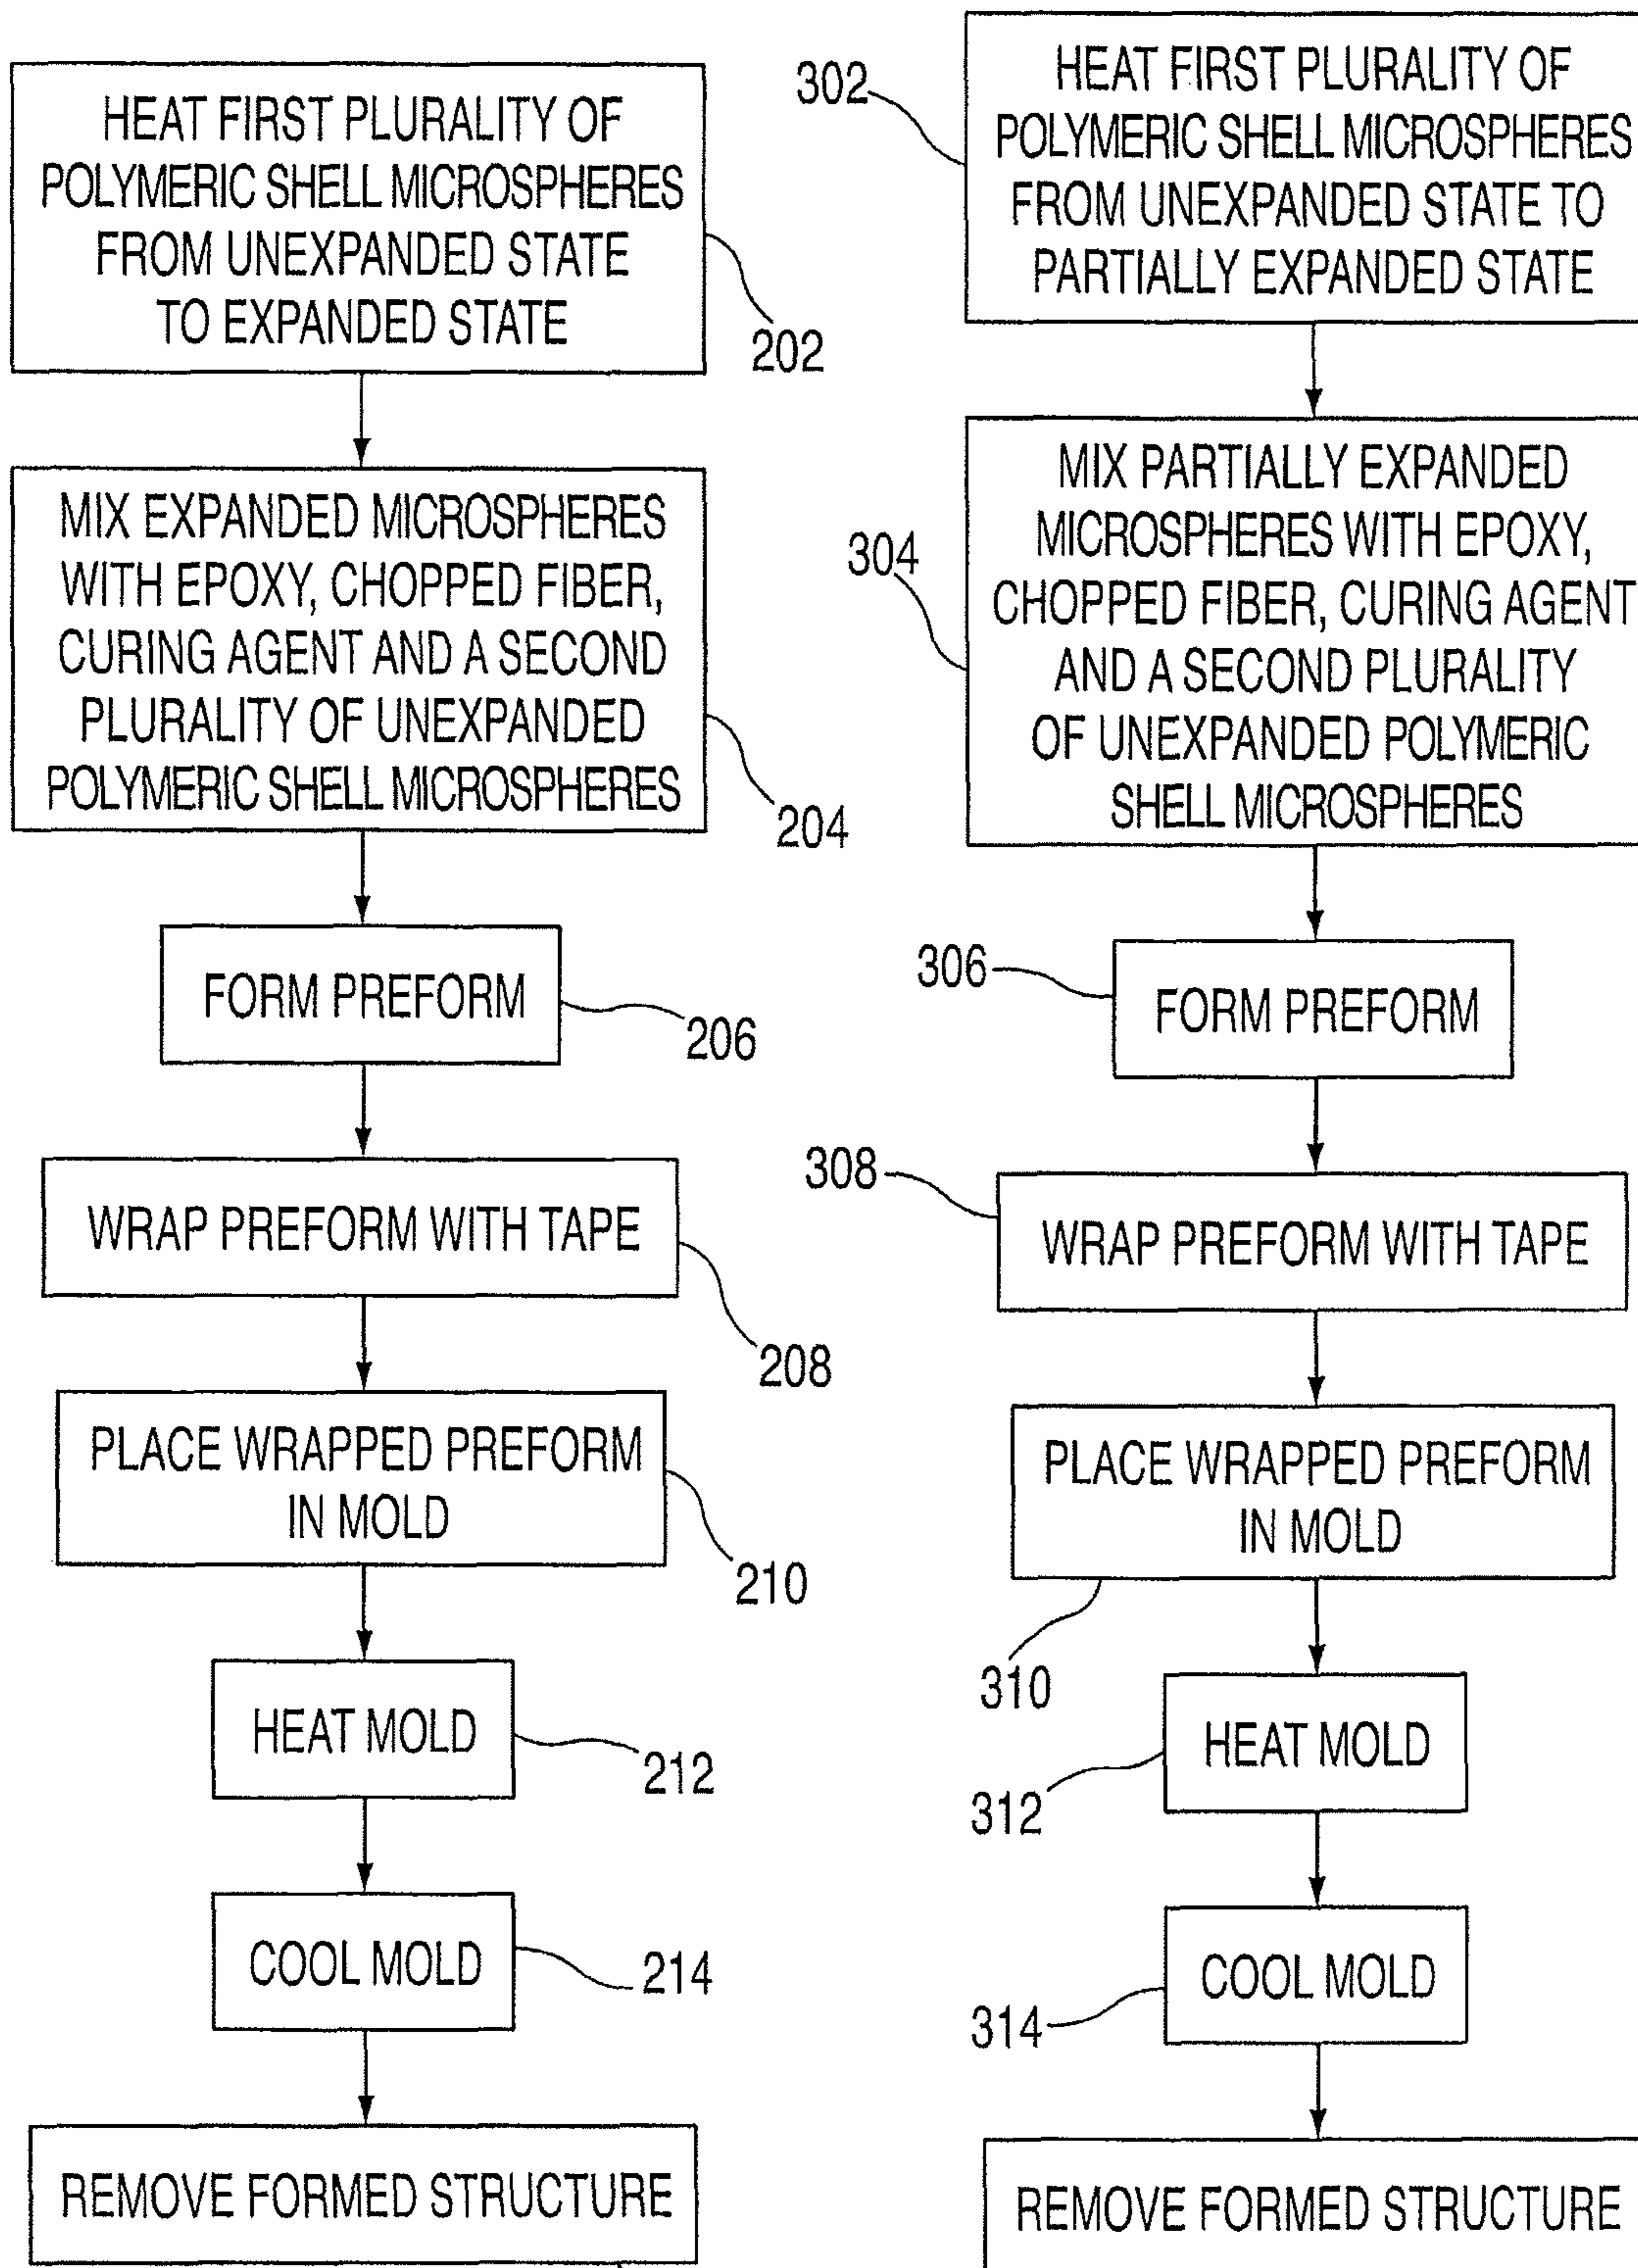 HEAT FIRST PLURALITY OF
POLYMERIC SHELL MICROSPHERES
FROM UNEXPANDED STATE
TO EXPANDED STATE
202
MIX EXPANDED MICROSPHERES
WITH EPOXY, CHOPPED FIBER,
CURING AGENT AND A SECOND
PLURALITY OF UNEXPANDED
POLYMERIC SHELL MICROSPHERES
204
FORM PREFORM
206
WRAP PREFORM WITH TAPE
208
PLACE WRAPPED PREFORM
IN MOLD
210
HEAT MOLD
212
COOL MOLD
214
REMOVE FORMED STRUCTURE
302
HEAT FIRST PLURALITY OF
POLYMERIC SHELL MICROSPHERES
FROM UNEXPANDED STATE TO
PARTIALLY EXPANDED STATE
304
MIX PARTIALLY EXPANDED
MICROSPHERES WITH EPOXY,
CHOPPED FIBER, CURING AGENT
AND A SECOND PLURALITY
OF UNEXPANDED POLYMERIC
SHELL MICROSPHERES
306
FORM PREFORM
308
WRAP PREFORM WITH TAPE
PLACE WRAPPED PREFORM
IN MOLD
310
HEAT MOLD
312
COOL MOLD
314
REMOVE FORMED STRUCTURE